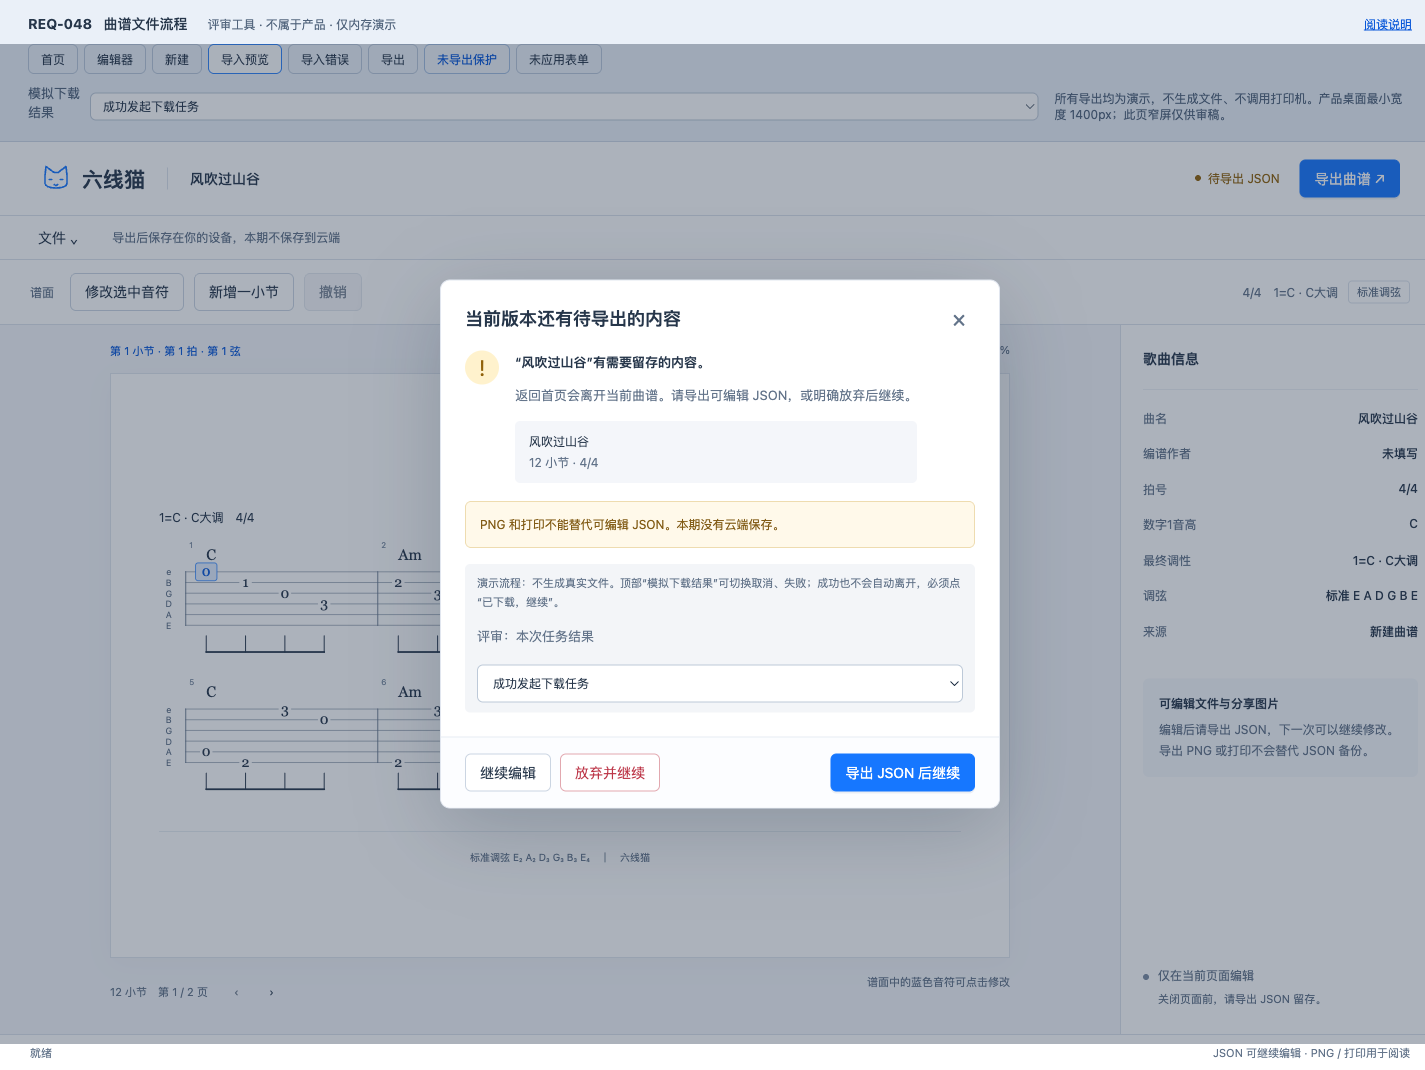 REQ-048 曲谱文件流程 评审工具 · 不属于产品 · 仅内存演示 阅读说明
首页 编辑器 新建 导入预览 导入错误 导出 未导出保护 未应用表单
模拟下载
结果
成功发起下载任务
所有导出均为演示，不生成文件、不调用打印机。产品桌面最小宽
度 1400px；此页窄屏仅供审稿。
六线猫 风吹过山谷 待导出 JSON 导出曲谱 ↗
文件 导出后保存在你的设备，本期不保存到云端
谱面 修改选中音符 新增一小节 撤销 4/4 1=C · C大调 标准调弦
第 1 小节 · 第 1 拍 · 第 1 弦
%
当前版本还有待导出的内容
!
“风吹过山谷”有需要留存的内容。
返回首页会离开当前曲谱。请导出可编辑 JSON，或明确放弃后继续。
风吹过山谷
12 小节 · 4/4
PNG 和打印不能替代可编辑 JSON。本期没有云端保存。
演示流程：不生成真实文件。顶部“模拟下载结果”可切换取消、失败；成功也不会自动离开，必须点
“已下载，继续”。
评审：本次任务结果
成功发起下载任务
继续编辑 放弃并继续 导出 JSON 后继续
1=C · C大调 4/4
1 C 2 Am
e 0
B 1 2
G 0 3
D 3
A
E
5 C 6 Am
e 3 3
B 0
G
D
A 0
E 2 2
标准调弦 E₂ A₂ D₃ G₃ B₃ E₄ | 六线猫
12 小节 第 1 / 2 页 ‹ ›
谱面中的蓝色音符可点击修改
歌曲信息
曲名 风吹过山谷
编谱作者 未填写
拍号 4/4
数字1音高 C
最终调性 1=C · C大调
调弦 标准 E A D G B E
来源 新建曲谱
可编辑文件与分享图片
编辑后请导出 JSON，下一次可以继续修改。
导出 PNG 或打印不会替代 JSON 备份。
仅在当前页面编辑
关闭页面前，请导出 JSON 留存。
就绪 JSON 可继续编辑 · PNG / 打印用于阅读